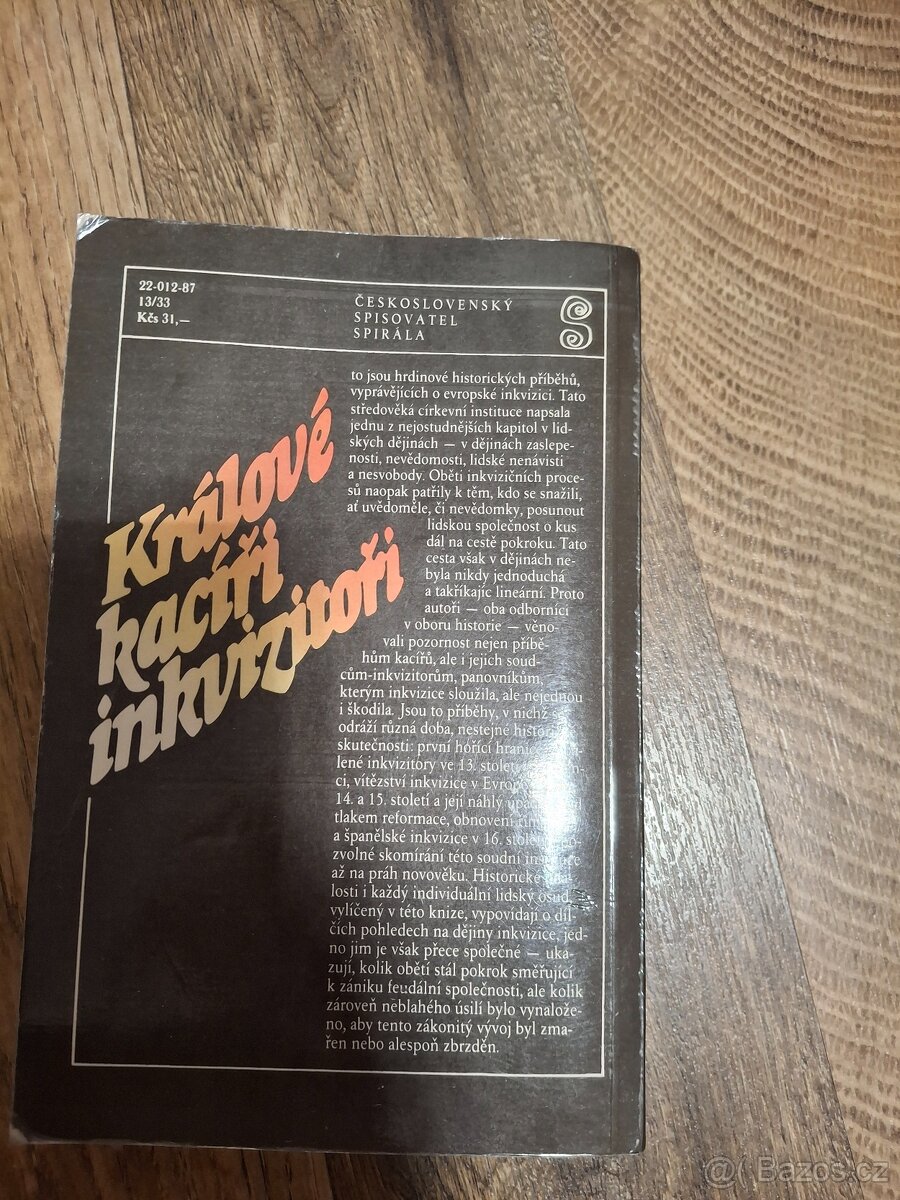 22-012-87
13/33
Kčs 31,—
ČESKOSLOVENSKÝ
SPISOVATEL
SPIRÁLA
Králové
kacíři
inkvizitoři
to jsou hrdinové historických příběhů,
vyprávějících o evropské inkvizici. Tato
středověká církevní instituce napsala
jednu z nejostudnějších kapitol v lid-
ských dějinách — v dějinách zaslepe-
nosti, nevědomosti, lidské nenávisti
a nesvobody. Oběti inkvizičních proce-
sů naopak patřily k těm, kdo se snažili,
ať uvědoměle, či nevědomky, posunout
lidskou společnost o kus
dál na cestě pokroku. Tato
cesta však v dějinách ne-
byla nikdy jednoduchá
a takříkajíc lineární. Proto
autoři — oba odborníci
v oboru historie — věno-
vali pozornost nejen příbě-
hům kacířů, ale i jejich soud-
cům-inkvizitorům, panovníkům,
kterým inkvizice sloužila, ale nejednou
i škodila. Jsou to příběhy, v nichž se
odráží různá doba, nestejné
skutečnosti: první hořící
lené inkvizitory ve 13. století
ci, vítězství inkvizice v
14. a 15. století a její náhlý
tlakem reformace, obnovení
a španělské inkvizice v 16.
zvolné skomírání této soudní
až na práh novověku. Historické
losti i každý individuální lidský osud,
vylíčený v této knize, vypovídají o díl-
čích pohledech na dějiny inkvizice, jed-
no jim je však přece společné — uka-
zují, kolik obětí stál pokrok směřující
k zániku feudální společnosti, ale kolik
zároveň neblahého úsilí bylo vynalože-
no, aby tento zákonitý vývoj byl zma-
řen nebo alespoň zbrzděn.
@( Bazos.cz